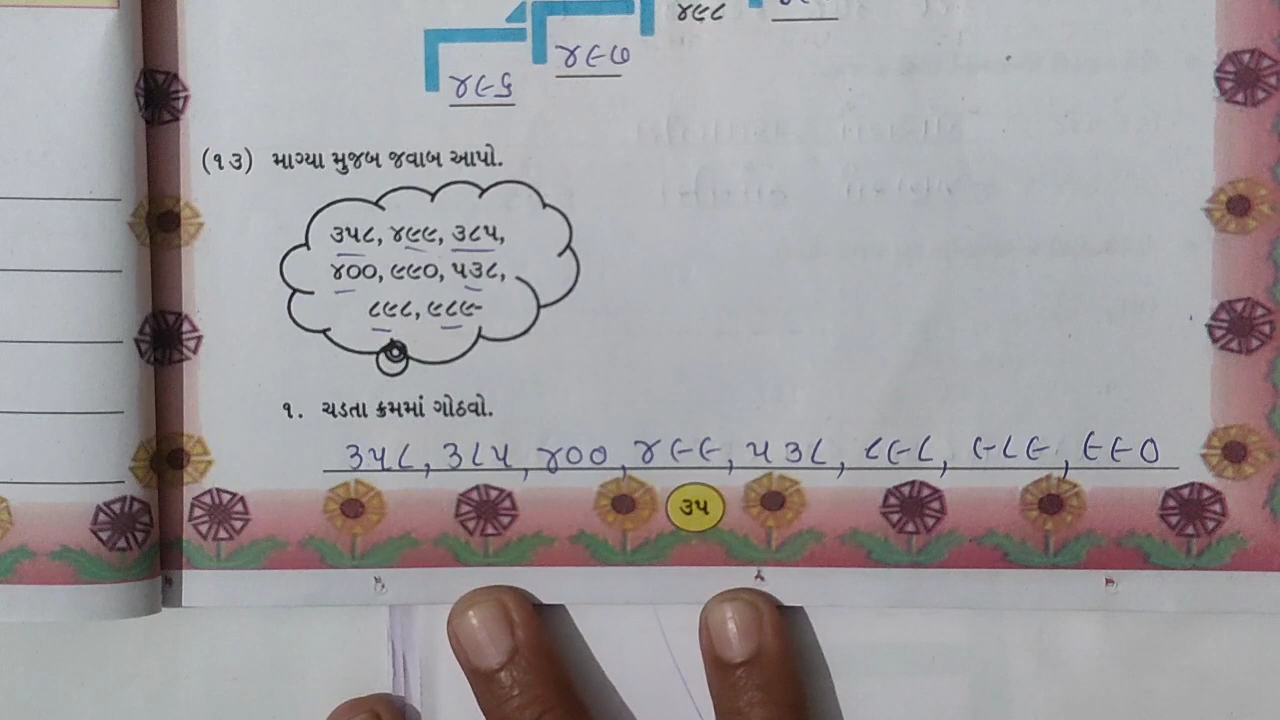 ૪૯૮
૪૯૭
૪૯૬
(૧૩) માગ્યા મુજબ જવાબ આપો.
૩૫૮, ૪૯૯, ૩૮૫,
૪૦૦, ૯૯૦, ૫૩૮,
૮૯૮, ૯૮૯
૧. ચડતા ક્રમમાં ગોઠવો.
૩૫૮, ૩૮૫, ૪૦૦, ૪૯૯, ૫૩૮, ૮૯૮, ૯૮૯, ૯૯૦
૩૫